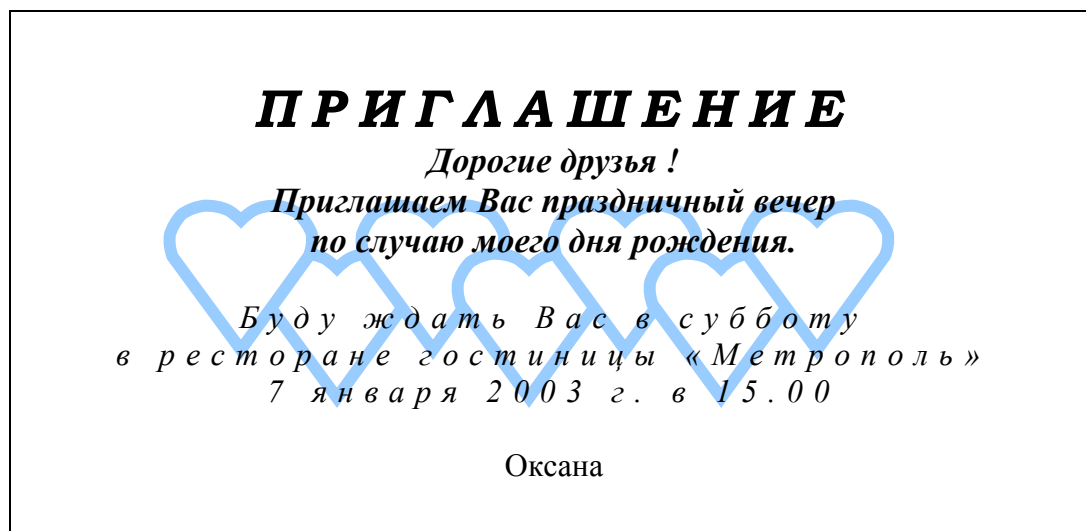 ПРИГЛАШЕНИЕ
Дорогие друзья !
Приглашаем Вас праздничный вечер
по случаю моего дня рождения.
Буду ждать Вас в субботу
в ресторане гостиницы «Метрополь»
7 января 2003 г. в 15.00
Оксана